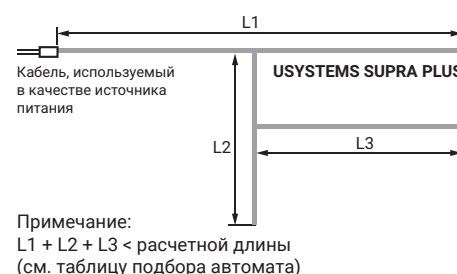 L1
Кабель, используемый
в качестве источника
питания
USYSTEMS SUPRA PLUS
L2
L3
Примечание:
L1 + L2 + L3 < расчетной длины
(см. таблицу подбора автомата)